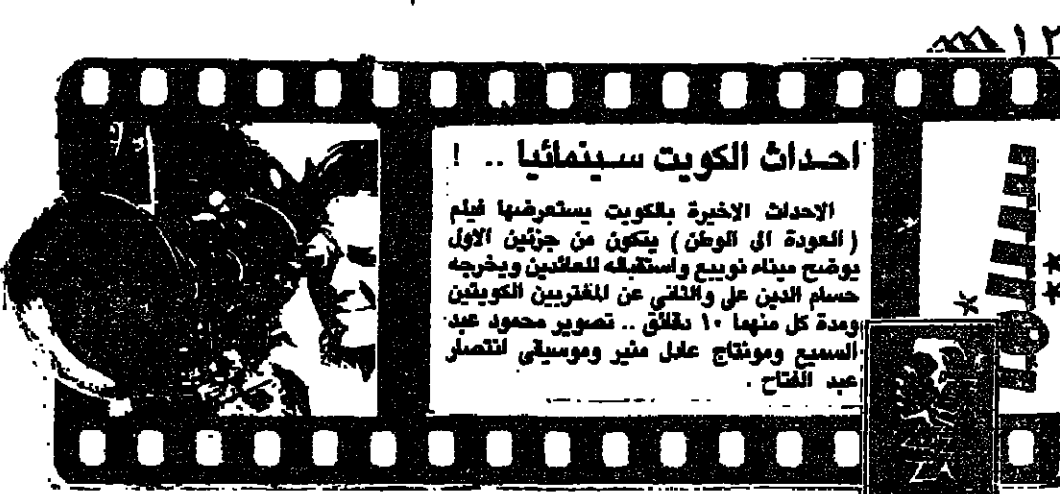 ١٢
احداث الكويت سينمائيا .. !
الاحداث الاخيرة بالكويت يستعرضها فيلم
( العودة الى الوطن ) يتكون من جزئين الاول
يوضح ميناء نويبع واستقباله للعائدين ويخرجه
حسام الدين على والثاني عن المغتربين الكويتين
ومدة كل منهما ١٠ دقائق .. تصوير محمود عبد
السميع ومونتاج عادل منير وموسيقى انتصار
عبد الفتاح .